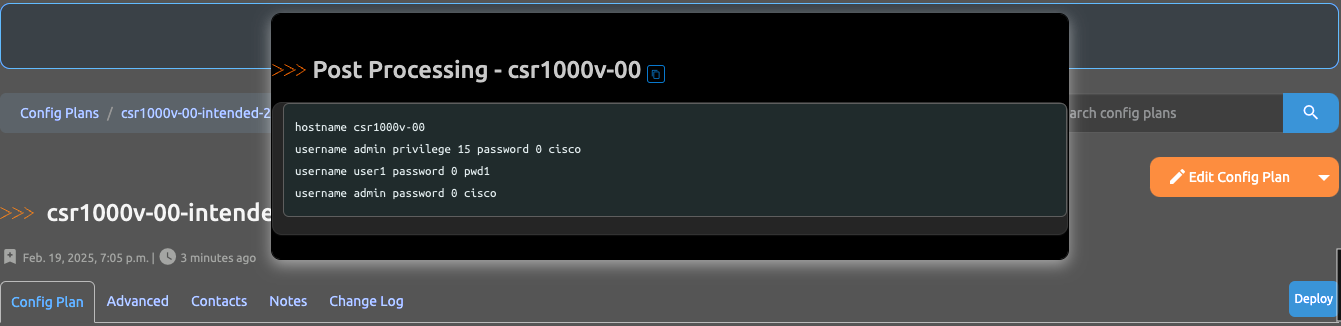 >>> Post Processing - csr1000v-00
hostname csr1000v-00
username admin privilege 15 password 0 cisco
username user1 password 0 pwd1
username admin password 0 cisco
Config Plans / csr1000v-00-intended-2
arch config plans
Edit Config Plan
>>> csr1000v-00-intende
Feb. 19, 2025, 7:05 p.m. | 3 minutes ago
Config Plan Advanced Contacts Notes Change Log
Deploy